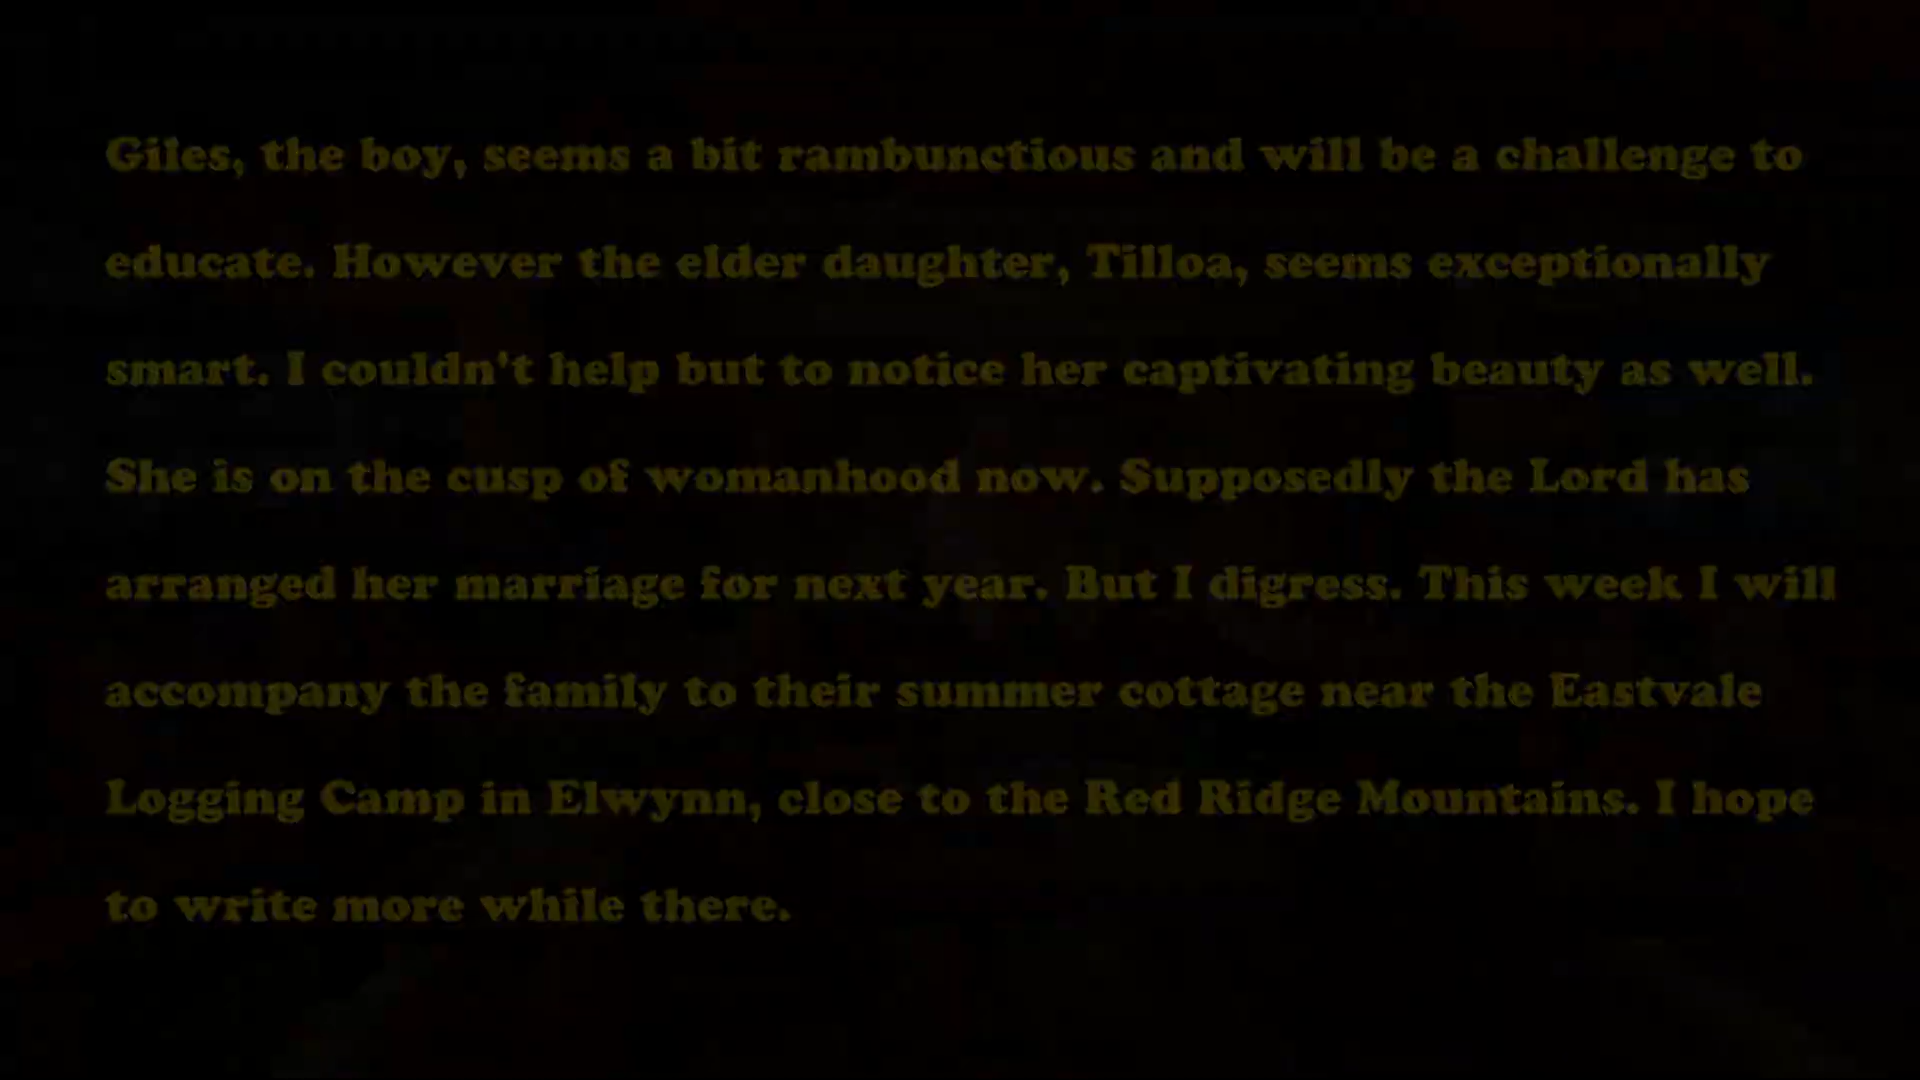 Giles, the boy, seems a bit rambunctious and will be a challenge to
educate. However the elder daughter, Tilloa, seems exceptionally
smart. I couldn't help but to notice her captivating beauty as well.
She is on the cusp of womanhood now. Supposedly the Lord has
arranged her marriage for next year. But I digress. This week I will
accompany the family to their summer cottage near the Eastvale
Logging Camp in Elwynn, close to the Red Ridge Mountains. I hope
to write more while there.